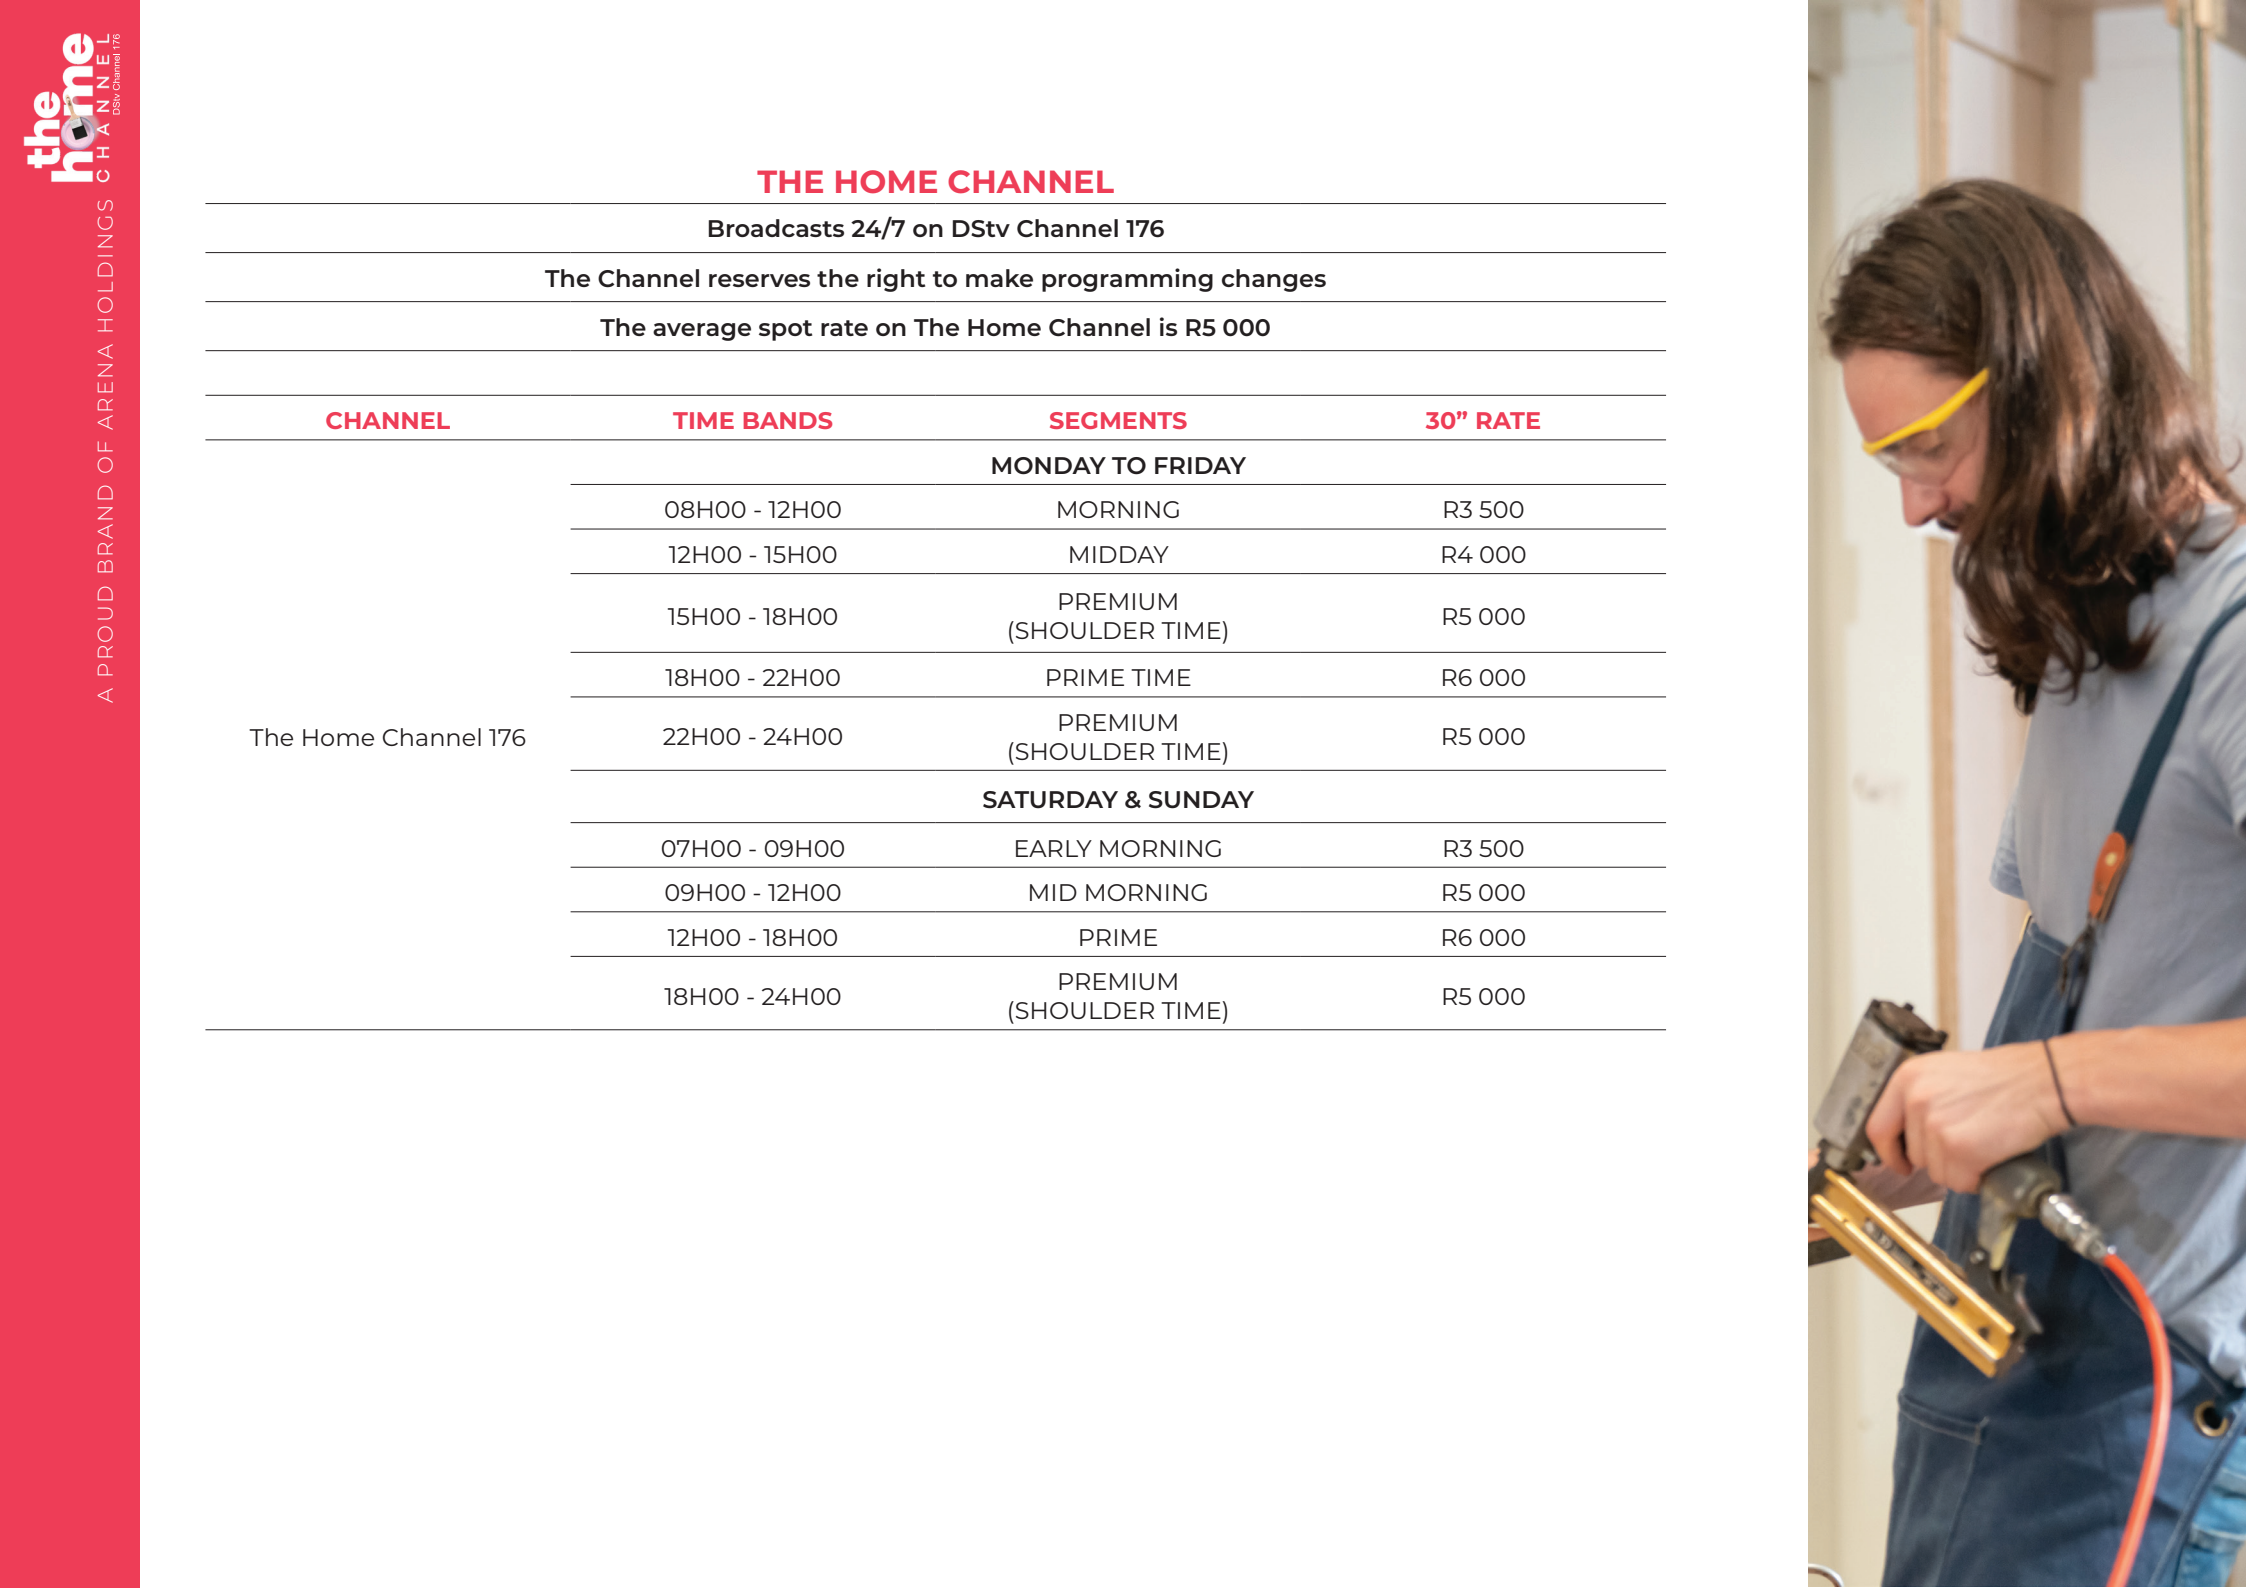 the
home
CHANNEL
DStv Channel 176
A PROUD BRAND OF ARENA HOLDINGS
THE HOME CHANNEL
Broadcasts 24/7 on DStv Channel 176
The Channel reserves the right to make programming changes
The average spot rate on The Home Channel is R5 000
CHANNEL TIME BANDS SEGMENTS 30” RATE
MONDAY TO FRIDAY
08H00 - 12H00 MORNING R3 500
12H00 - 15H00 MIDDAY R4 000
15H00 - 18H00 PREMIUM (SHOULDER TIME) R5 000
18H00 - 22H00 PRIME TIME R6 000
The Home Channel 176 22H00 - 24H00 PREMIUM (SHOULDER TIME) R5 000
SATURDAY & SUNDAY
07H00 - 09H00 EARLY MORNING R3 500
09H00 - 12H00 MID MORNING R5 000
12H00 - 18H00 PRIME R6 000
18H00 - 24H00 PREMIUM (SHOULDER TIME) R5 000